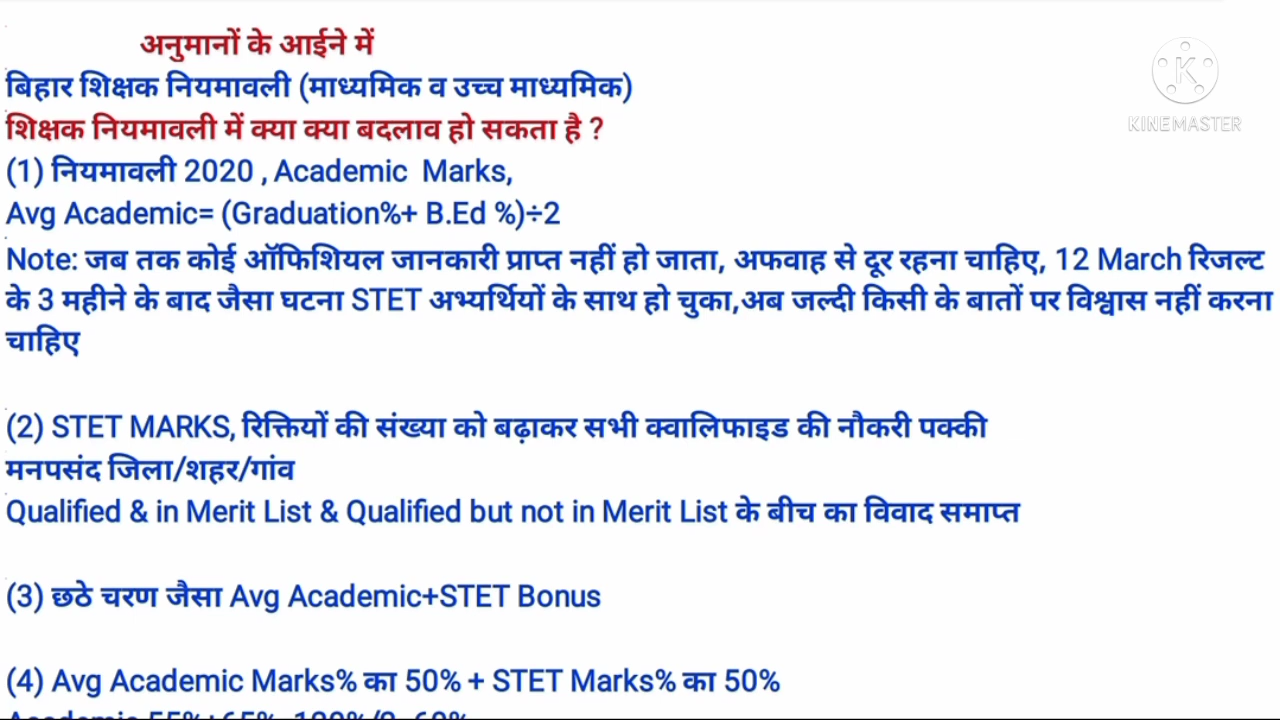 अनुमानों के आईने में
बिहार शिक्षक नियमावली (माध्यमिक व उच्च माध्यमिक)
शिक्षक नियमावली में क्या क्या बदलाव हो सकता है ?
(1) नियमावली 2020 , Academic Marks,
Avg Academic= (Graduation%+ B.Ed %)÷2
Note: जब तक कोई ऑफिशियल जानकारी प्राप्त नहीं हो जाता, अफवाह से दूर रहना चाहिए, 12 March रिजल्ट
के 3 महीने के बाद जैसा घटना STET अभ्यर्थियों के साथ हो चुका,अब जल्दी किसी के बातों पर विश्वास नहीं करना
चाहिए
(2) STET MARKS, रिक्तियों की संख्या को बढ़ाकर सभी क्वालिफाइड की नौकरी पक्की
मनपसंद जिला/शहर/गांव
Qualified & in Merit List & Qualified but not in Merit List के बीच का विवाद समाप्त
(3) छठे चरण जैसा Avg Academic+STET Bonus
(4) Avg Academic Marks% का 50% + STET Marks% का 50%
K
KINEMASTER